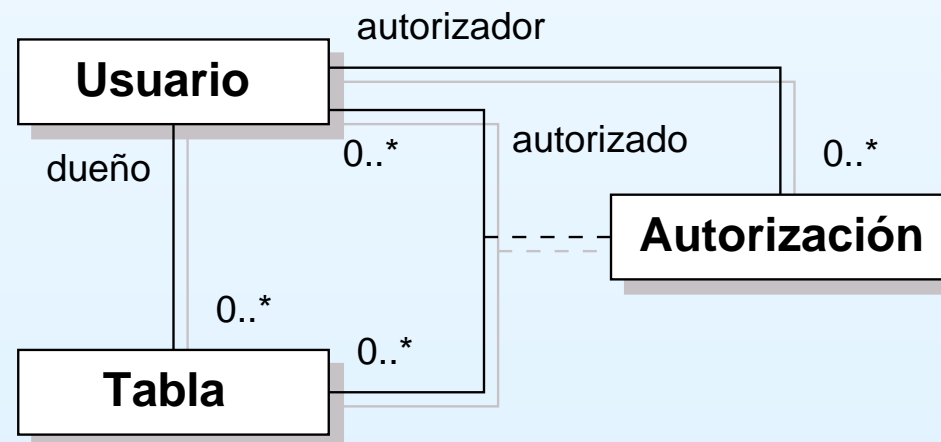 autorizador
Usuario
autorizado
0..*
0..*
dueño
Autorización
0..*
0..*
Tabla